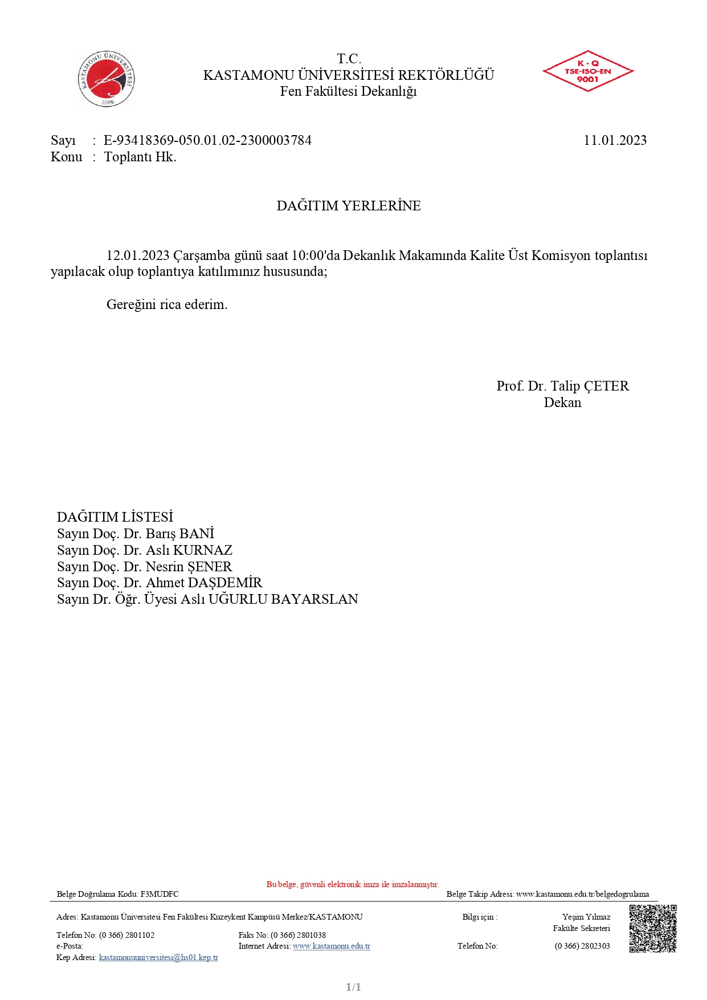 KASTAMONU ÜNİVERSİTESİ
2006
T.C.
KASTAMONU ÜNİVERSİTESİ REKTÖRLÜĞÜ
Fen Fakültesi Dekanlığı
K - Q
TSE-ISO-EN
9001
Sayı : E-93418369-050.01.02-2300003784 11.01.2023
Konu : Toplantı Hk.
DAĞITIM YERLERİNE
12.01.2023 Çarşamba günü saat 10:00'da Dekanlık Makamında Kalite Üst Komisyon toplantısı
yapılacak olup toplantıya katılımınız hususunda;
Gereğini rica ederim.
Prof. Dr. Talip ÇETER
Dekan
DAĞITIM LİSTESİ
Sayın Doç. Dr. Barış BANİ
Sayın Doç. Dr. Aslı KURNAZ
Sayın Doç. Dr. Nesrin ŞENER
Sayın Doç. Dr. Ahmet DAŞDEMİR
Sayın Dr. Öğr. Üyesi Aslı UĞURLU BAYARSLAN
Bu belge, güvenli elektronik imza ile imzalanmıştır.
Belge Doğrulama Kodu: F3MUDFC Belge Takip Adresi: www.kastamonu.edu.tr/belgedogrulama
Adres: Kastamonu Üniversitesi Fen Fakültesi Kuzeykent Kampüsü Merkez/KASTAMONU Bilgi için : Yeşim Yılmaz
Fakülte Sekreteri
Telefon No: (0 366) 2801102 Faks No: (0 366) 2801038
e-Posta: İnternet Adresi: www.kastamonu.edu.tr Telefon No: (0 366) 2802303
Kep Adresi: kastamonuuniversitesi@hs01.kep.tr
1/1